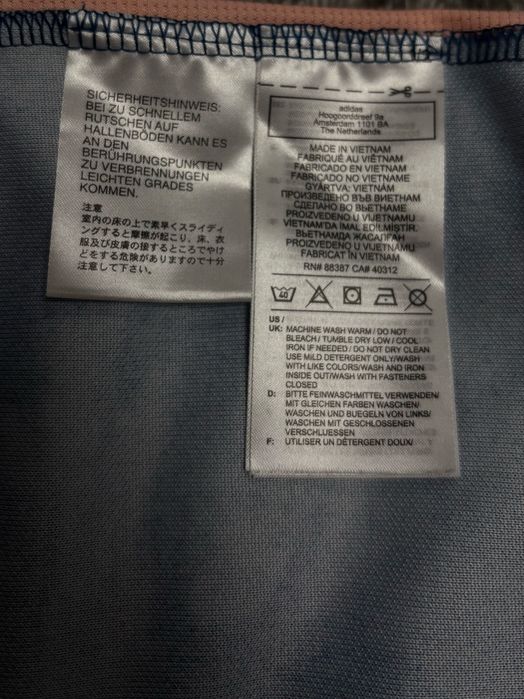 SICHERHEITSHINWEIS:
BEI ZU SCHNELLEM
RUTSCHEN AUF
HALLENBÖDEN KANN ES
AN DEN
BERÜHRUNGSPUNKTEN
ZU VERBRENNUNGEN
LEICHTEN GRADES
KOMMEN.
注意
室内の床の上で素早くスライディ
ングすると摩擦が起こり、床、衣
服及び皮膚の接するところでやけ
どをする危険がありますので十分
注意して下さい。
adidas
Hoogoorddreef 9a
Amsterdam 1101 BA
The Netherlands
MADE IN VIETNAM
FABRIQUÉ AU VIÊTNAM
FABRICADO EN VIETNAM
FABRICADO NO VIETNAME
GYÁRTVA: VIETNÁM
ПРОИЗВЕДЕНО ВЪВ ВИЕТНАМ
СДЕЛАНО ВО ВЬЕТНАМЕ
PROIZVEDENO U VIJETNAMU
VIETNAM'DA IMAL EDILMIŞTIR.
ВЬЕТНАМДА ЖАСАЛҒАН
PROIZVEDENO U VIJETNAMU
FABRICAT ÎN VIETNAM
RN# 88387 CA# 40312
40
US /
UK: MACHINE WASH WARM / DO NOT
BLEACH / TUMBLE DRY LOW / COOL
IRON IF NEEDED / DO NOT DRY CLEAN
USE MILD DETERGENT ONLY/WASH
WITH LIKE COLORS/WASH AND IRON
INSIDE OUT/WASH WITH FASTENERS
CLOSED
D: BITTE FEINWASCHMITTEL VERWENDEN/
MIT GLEICHEN FARBEN WASCHEN/
WASCHEN UND BUEGELN VON LINKS/
WASCHEN MIT GESCHLOSSENEN
VERSCHLUESSEN
F: UTILISER UN DÉTERGENT DOUX/